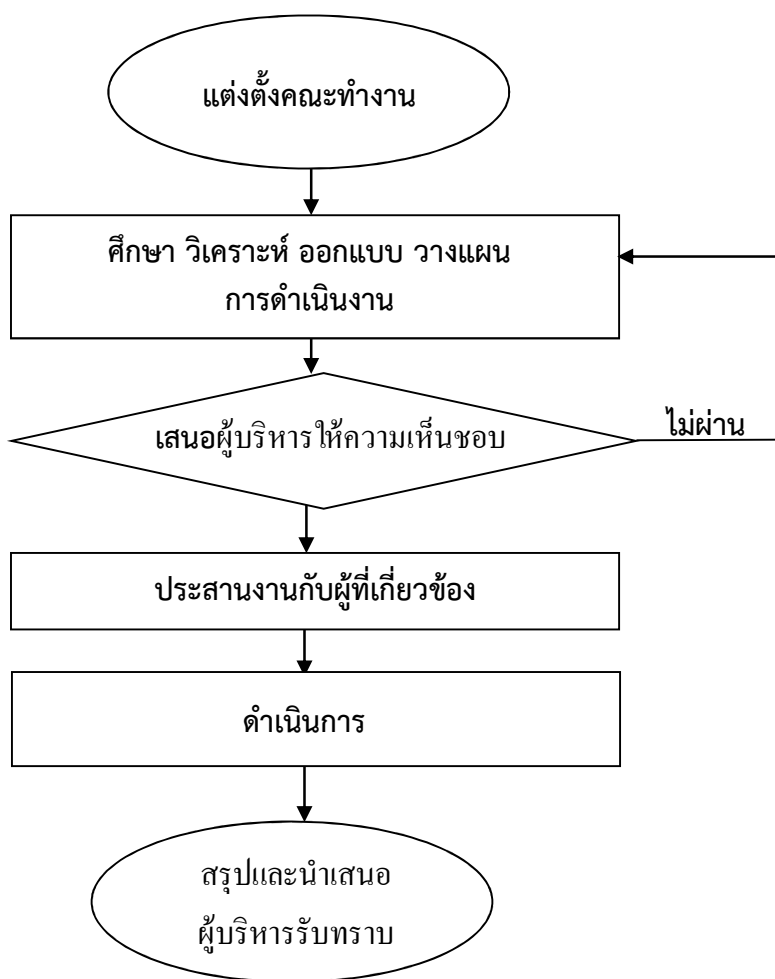 แต่งตั้งคณะทำงาน
ศึกษา วิเคราะห์ ออกแบบ วางแผน
การดำเนินงาน
เสนอผู้บริหารให้ความเห็นชอบ
ไม่ผ่าน
ประสานงานกับผู้ที่เกี่ยวข้อง
ดำเนินการ
สรุปและนำเสนอ
ผู้บริหารรับทราบ